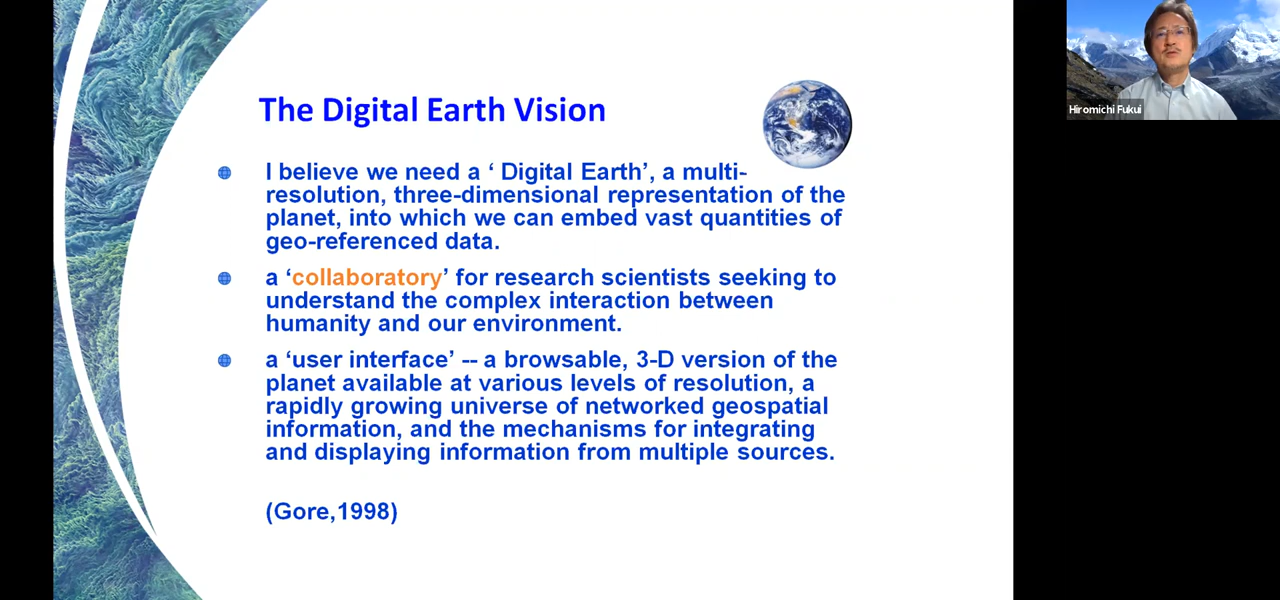 The Digital Earth Vision
I believe we need a ‘ Digital Earth’, a multi-
resolution, three-dimensional representation of the
planet, into which we can embed vast quantities of
geo-referenced data.
a ‘collaboratory’ for research scientists seeking to
understand the complex interaction between
humanity and our environment.
a ‘user interface’ -- a browsable, 3-D version of the
planet available at various levels of resolution, a
rapidly growing universe of networked geospatial
information, and the mechanisms for integrating
and displaying information from multiple sources.
(Gore,1998)
Hiromichi Fukui